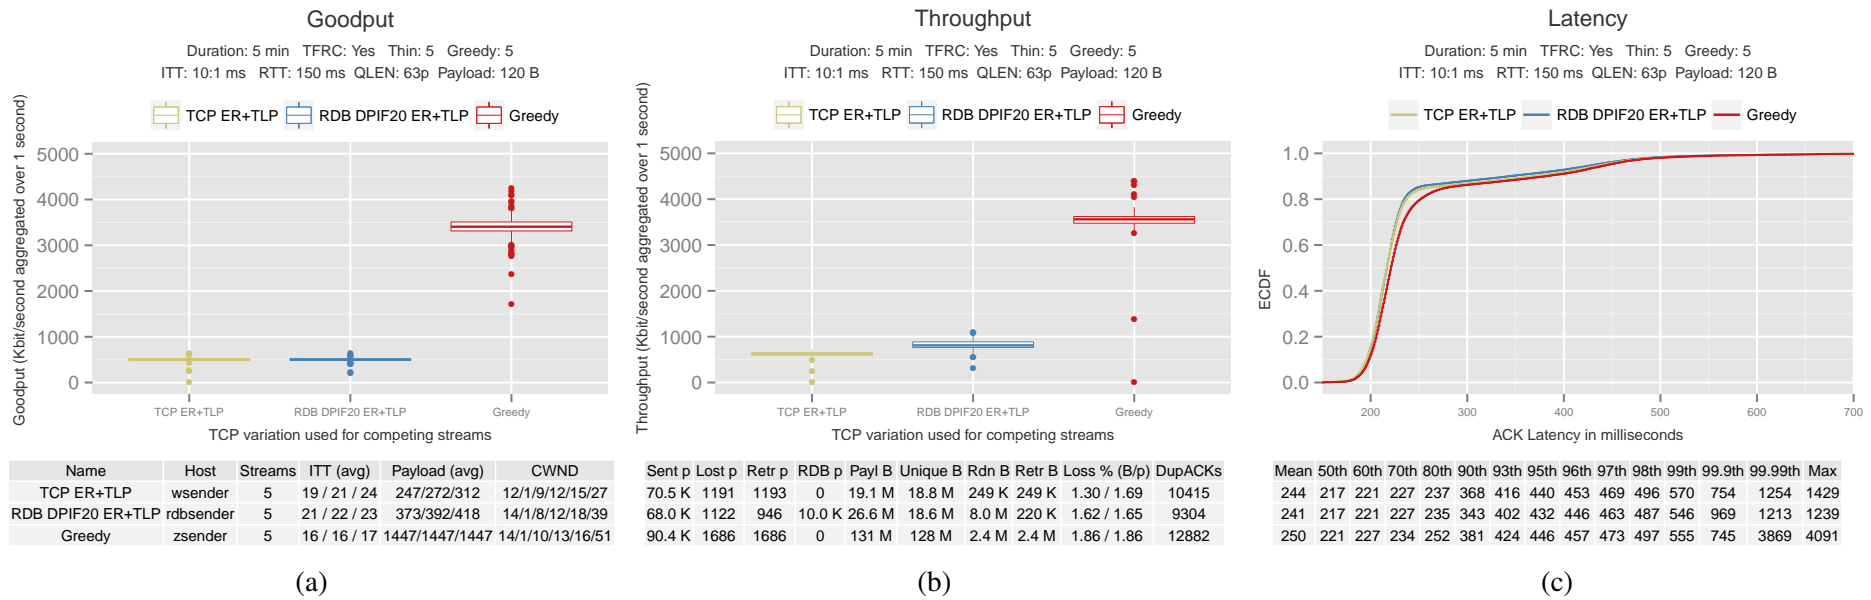 Goodput
Duration: 5 min TFRC: Yes Thin: 5 Greedy: 5
ITT: 10:1 ms RTT: 150 ms QLEN: 63p Payload: 120 B
TCP ER+TLP RDB DPIF20 ER+TLP Greedy
Goodput (Kbit/second aggregated over 1 second)
5000
4000
3000
2000
1000
0
TCP ER+TLP RDB DPIF20 ER+TLP Greedy
TCP variation used for competing streams
Name Host Streams ITT (avg) Payload (avg) CWND
TCP ER+TLP wsender 5 19 / 21 / 24 247/272/312 12/1/9/12/15/27
RDB DPIF20 ER+TLP rdbsender 5 21 / 22 / 23 373/392/418 14/1/8/12/18/39
Greedy zsender 5 16 / 16 / 17 1447/1447/1447 14/1/10/13/16/51
(a)
Throughput
Duration: 5 min TFRC: Yes Thin: 5 Greedy: 5
ITT: 10:1 ms RTT: 150 ms QLEN: 63p Payload: 120 B
TCP ER+TLP RDB DPIF20 ER+TLP Greedy
Throughput (Kbit/second aggregated over 1 second)
5000
4000
3000
2000
1000
0
TCP ER+TLP RDB DPIF20 ER+TLP Greedy
TCP variation used for competing streams
Sent p Lost p Retr p RDB p Payl B Unique B Rdn B Retr B Loss % (B/p) DupACKs
70.5 K 1191 1193 0 19.1 M 18.8 M 249 K 249 K 1.30 / 1.69 10415
68.0 K 1122 946 10.0 K 26.6 M 18.6 M 8.0 M 220 K 1.62 / 1.65 9304
90.4 K 1686 1686 0 131 M 128 M 2.4 M 2.4 M 1.86 / 1.86 12882
(b)
Latency
Duration: 5 min TFRC: Yes Thin: 5 Greedy: 5
ITT: 10:1 ms RTT: 150 ms QLEN: 63p Payload: 120 B
TCP ER+TLP RDB DPIF20 ER+TLP Greedy
ECDF
1.0
0.8
0.6
0.4
0.2
0.0
200 300 400 500 600 700
ACK Latency in milliseconds
Mean 50th 60th 70th 80th 90th 93th 95th 96th 97th 98th 99th 99.9th 99.99th Max
244 217 221 227 237 368 416 440 453 469 496 570 754 1254 1429
241 217 221 227 235 343 402 432 446 463 487 546 969 1213 1239
250 221 227 234 252 381 424 446 457 473 497 555 745 3869 4091
(c)